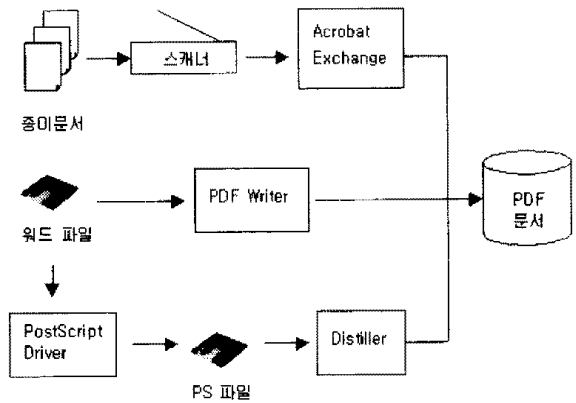 스캐너
Acrobat
Exchange
종이문서
PDF Writer
PDF
문서
워드 파일
PostScript
Driver
Distiller
PS 파일